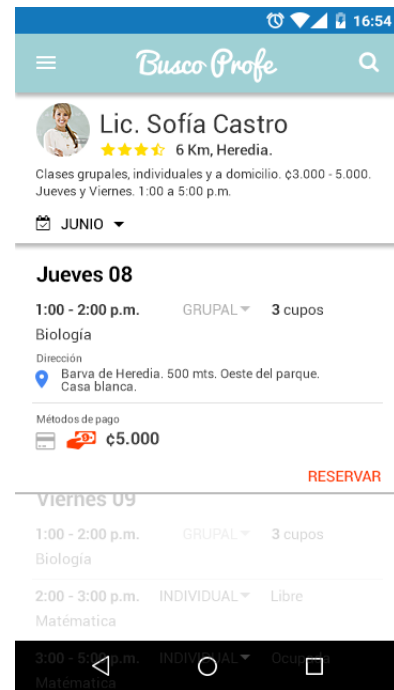 16:54
Busco Profe
Lic. Sofía Castro
6 Km, Heredia.
Clases grupales, individuales y a domicilio. ¢3.000 - 5.000.
Jueves y Viernes. 1:00 a 5:00 p.m.
JUNIO
Jueves 08
1:00 - 2:00 p.m. GRUPAL 3 cupos
Biología
Dirección
Barva de Heredia. 500 mts. Oeste del parque.
Casa blanca.
Métodos de pago
¢5.000
RESERVAR
Viernes 09
1:00 - 2:00 p.m. GRUPAL 3 cupos
Biología
2:00 - 3:00 p.m. INDIVIDUAL Libre
Matématica
3:00 - 5:00 p.m. INDIVIDUAL Ocupada
Matématica